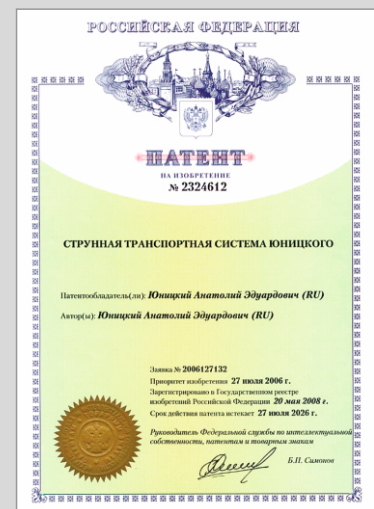 РОССИЙСКАЯ ФЕДЕРАЦИЯ
ПАТЕНТ
НА ИЗОБРЕТЕНИЕ
№ 2324612
СТРУННАЯ ТРАНСПОРТНАЯ СИСТЕМА ЮНИЦКОГО
Патентообладатель(ли): Юницкий Анатолий Эдуардович (RU)
Автор(ы): Юницкий Анатолий Эдуардович (RU)
Заявка № 2006127132
Приоритет изобретения 27 июля 2006 г.
Зарегистрировано в Государственном реестре
изобретений Российской Федерации 20 мая 2008 г.
Срок действия патента истекает 27 июля 2026 г.
Руководитель Федеральной службы по интеллектуальной
собственности, патентам и товарным знакам
Б.П. Симонов